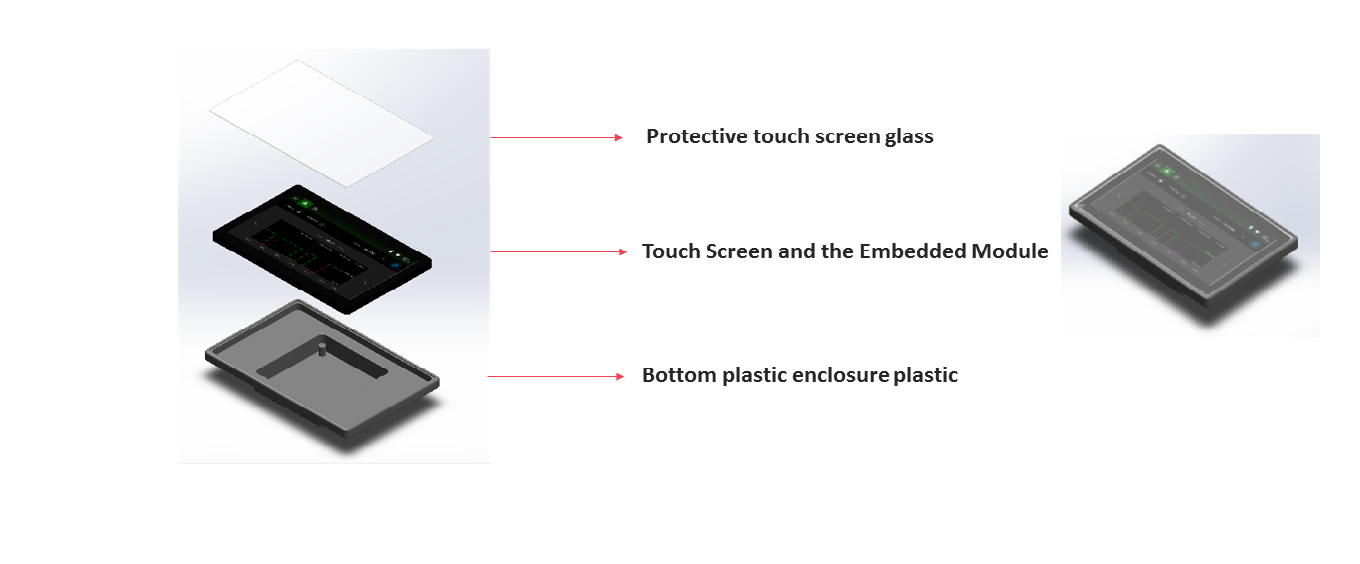 Protective touch screen glass
Touch Screen and the Embedded Module
Bottom plastic enclosure plastic